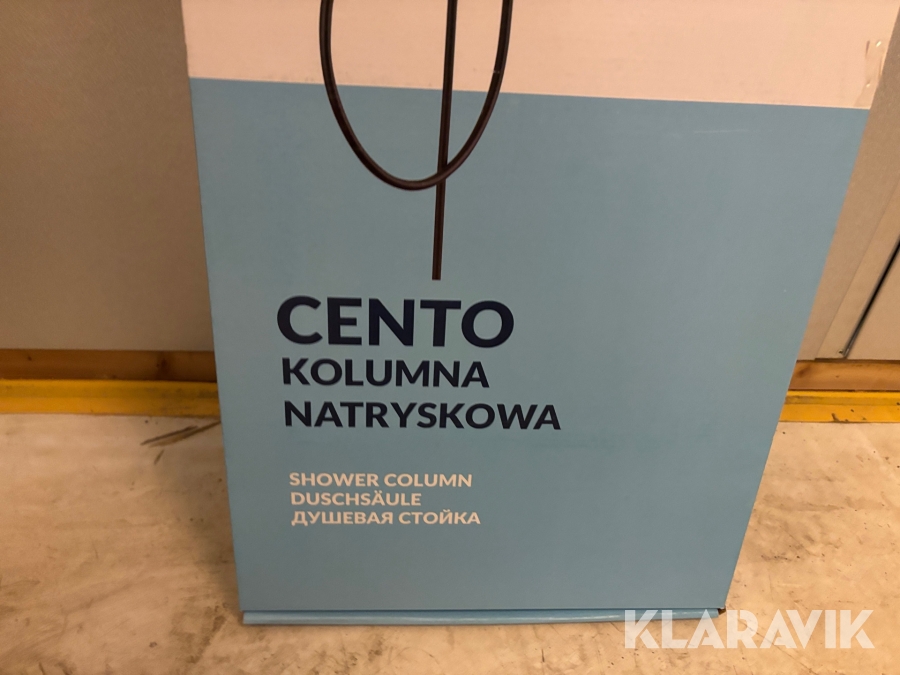 CENTO
KOLUMNA
NATRYSKOWA
SHOWER COLUMN
DUSCHSÄULE
ДУШЕВАЯ СТОЙКА
KLARAVIK